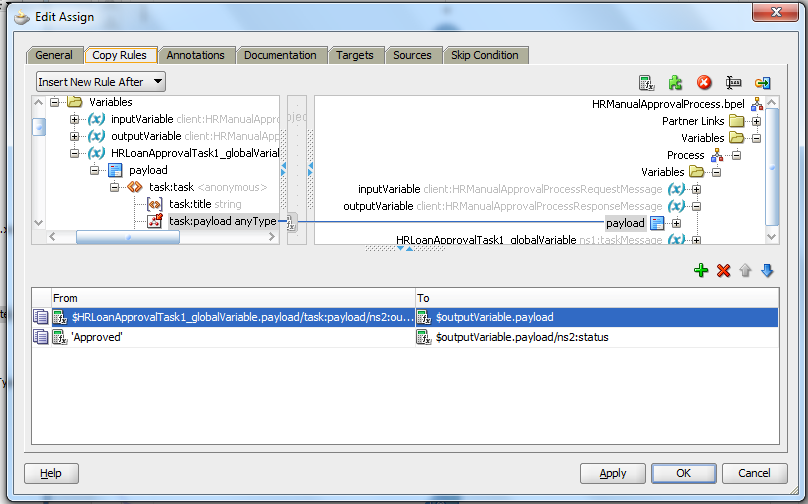 Edit Assign
General Copy Rules Annotations Documentation Targets Sources Skip Condition
Insert New Rule After
Variables
inputVariable client:HRManualAppro
outputVariable client:HRManualAppr
HRLoanApprovalTask1_globalVarial
payload
task:task <anonymous>
task:title string
task:payload anyType
HRManualApprovalProcess.bpel
Partner Links
Variables
Process
Variables
inputVariable client:HRManualApprovalProcessRequestMessage
outputVariable client:HRManualApprovalProcessResponseMessage
payload
HRLoanApprovalTask1_globalVariable ns1:taskMessage
From To
$HRLoanApprovalTask1_globalVariable.payload/task:payload/ns2:ou... $outputVariable.payload
'Approved' $outputVariable.payload/ns2:status
Help Apply OK Cancel